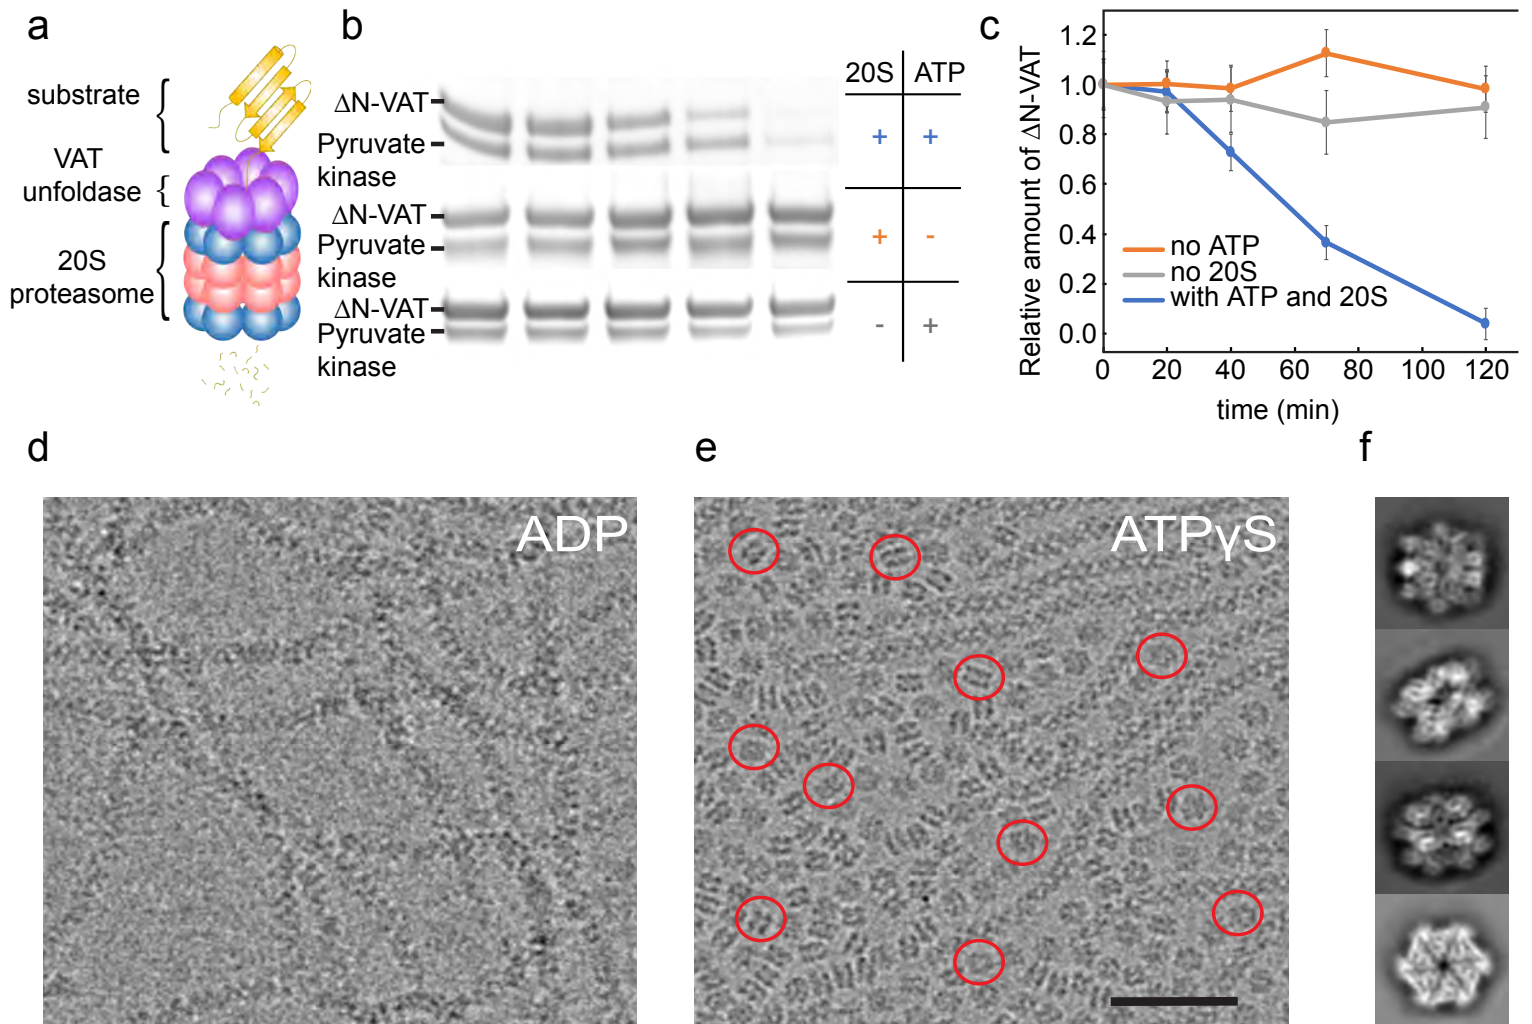 a
substrate
VAT
unfoldase
20S
proteasome
b
ΔN-VAT
Pyruvate
kinase
ΔN-VAT
Pyruvate
kinase
ΔN-VAT
Pyruvate
kinase
20S ATP
+ +
+ -
- +
c
Relative amount of ΔN-VAT
1.2
1.0
0.8
0.6
0.4
0.2
0.0
no ATP
no 20S
with ATP and 20S
0 20 40 60 80 100 120
time (min)
d
ADP
e
ATPγS
f